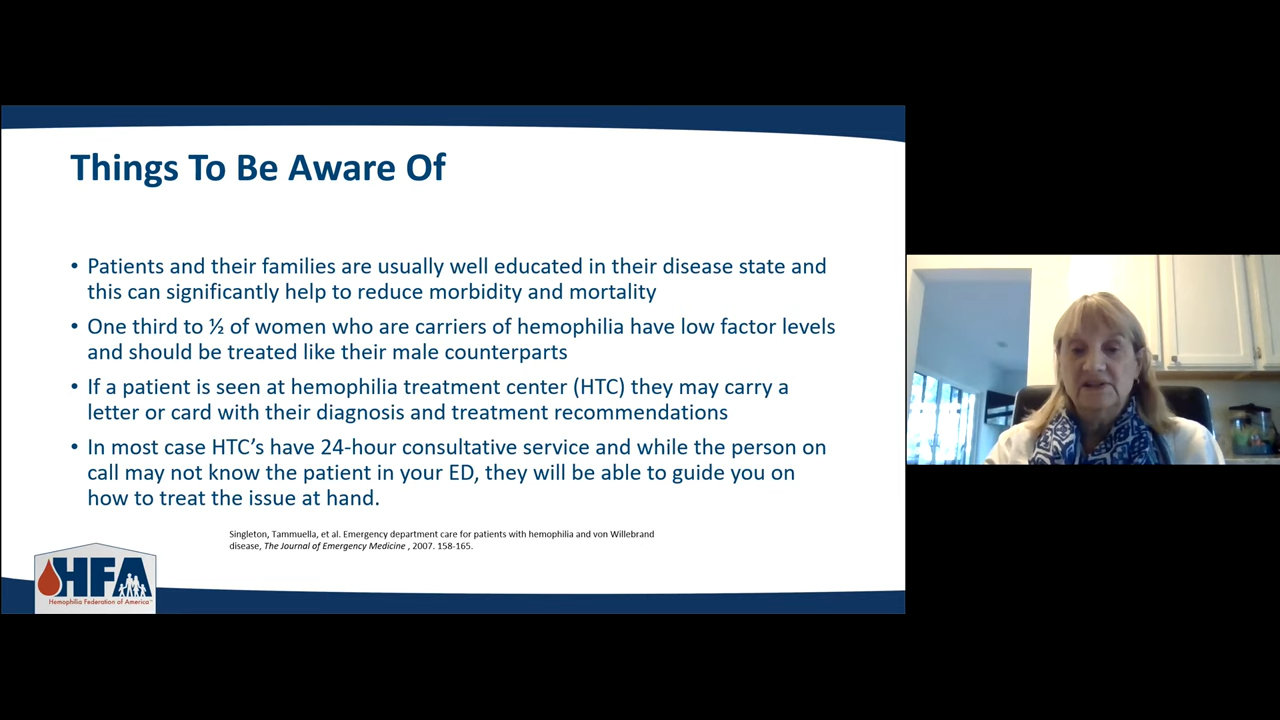 Things To Be Aware Of
• Patients and their families are usually well educated in their disease state and
this can significantly help to reduce morbidity and mortality
• One third to ½ of women who are carriers of hemophilia have low factor levels
and should be treated like their male counterparts
• If a patient is seen at hemophilia treatment center (HTC) they may carry a
letter or card with their diagnosis and treatment recommendations
• In most case HTC’s have 24-hour consultative service and while the person on
call may not know the patient in your ED, they will be able to guide you on
how to treat the issue at hand.
Singleton, Tammuella, et al. Emergency department care for patients with hemophilia and von Willebrand
disease, The Journal of Emergency Medicine , 2007. 158-165.
HFA
Hemophilia Federation of America